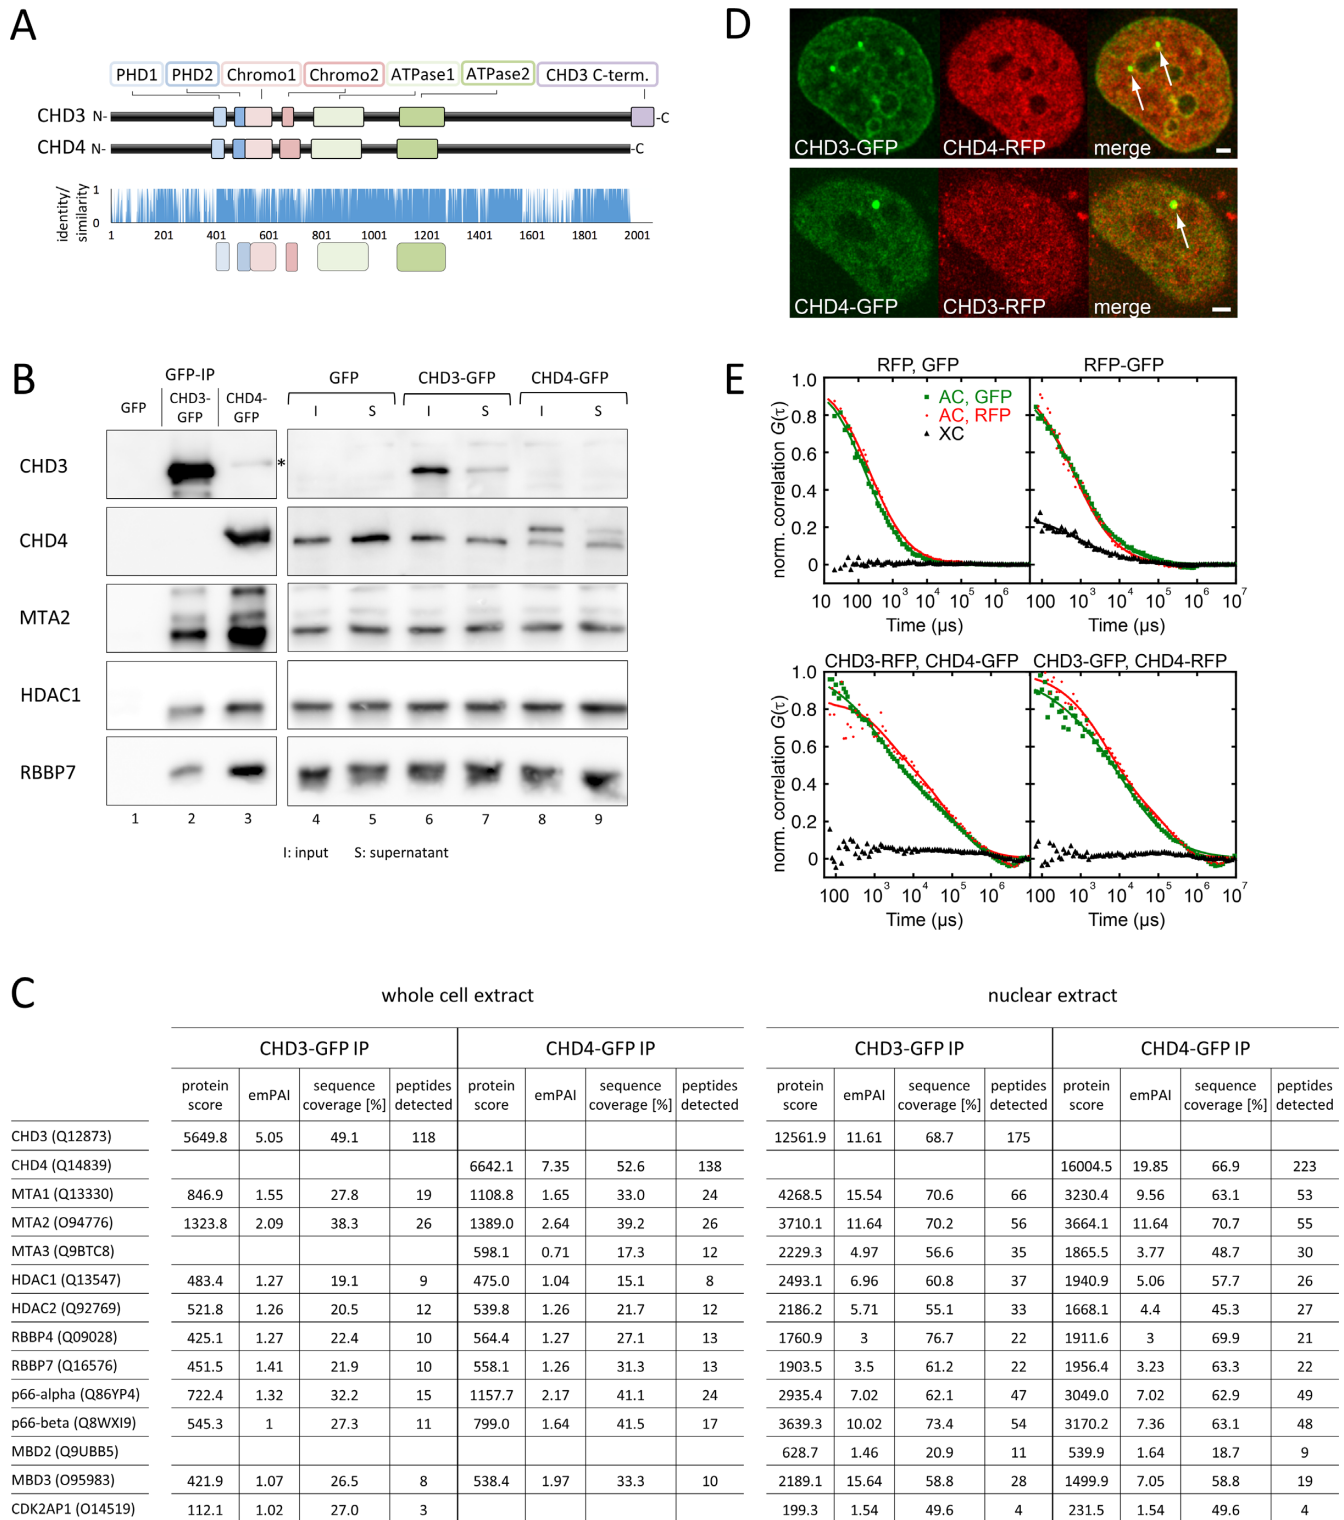 A
PHD1 PHD2 Chromo1 Chromo2 ATPase1 ATPase2 CHD3 C-term.
CHD3 N- -C
CHD4 N- -C
identity/
similarity
1
0
1 201 401 601 801 1001 1201 1401 1601 1801 2001
B
GFP-IP
GFP CHD3-GFP CHD4-GFP
GFP CHD3-GFP CHD4-GFP
I S I S I S
CHD3 *
CHD4
MTA2
HDAC1
RBBP7
1 2 3 4 5 6 7 8 9
I: input S: supernatant
D
CHD3-GFP CHD4-RFP merge
CHD4-GFP CHD3-RFP merge
E
RFP, GFP RFP-GFP
AC, GFP
AC, RFP
XC
norm. correlation G(τ)
1.0
0.8
0.6
0.4
0.2
0
10 100 10³ 10⁴ 10⁵ 10⁶ 100 10³ 10⁴ 10⁵ 10⁶ 10⁷
Time (µs) Time (µs)
CHD3-RFP, CHD4-GFP CHD3-GFP, CHD4-RFP
norm. correlation G(τ)
1.0
0.8
0.6
0.4
0.2
0
100 10³ 10⁴ 10⁵ 10⁶ 100 10³ 10⁴ 10⁵ 10⁶ 10⁷
Time (µs) Time (µs)
C
whole cell extract nuclear extract
CHD3-GFP IP CHD4-GFP IP CHD3-GFP IP CHD4-GFP IP
protein score emPAI sequence coverage [%] peptides detected protein score emPAI sequence coverage [%] peptides detected protein score emPAI sequence coverage [%] peptides detected protein score emPAI sequence coverage [%] peptides detected
CHD3 (Q12873) 5649.8 5.05 49.1 118 12561.9 11.61 68.7 175
CHD4 (Q14839) 6642.1 7.35 52.6 138 16004.5 19.85 66.9 223
MTA1 (Q13330) 846.9 1.55 27.8 19 1108.8 1.65 33.0 24 4268.5 15.54 70.6 66 3230.4 9.56 63.1 53
MTA2 (O94776) 1323.8 2.09 38.3 26 1389.0 2.64 39.2 26 3710.1 11.64 70.2 56 3664.1 11.64 70.7 55
MTA3 (Q9BTC8) 598.1 0.71 17.3 12 2229.3 4.97 56.6 35 1865.5 3.77 48.7 30
HDAC1 (Q13547) 483.4 1.27 19.1 9 475.0 1.04 15.1 8 2493.1 6.96 60.8 37 1940.9 5.06 57.7 26
HDAC2 (Q92769) 521.8 1.26 20.5 12 539.8 1.26 21.7 12 2186.2 5.71 55.1 33 1668.1 4.4 45.3 27
RBBP4 (Q09028) 425.1 1.27 22.4 10 564.4 1.27 27.1 13 1760.9 3 76.7 22 1911.6 3 69.9 21
RBBP7 (Q16576) 451.5 1.41 21.9 10 558.1 1.26 31.3 13 1903.5 3.5 61.2 22 1956.4 3.23 63.3 22
p66-alpha (Q86YP4) 722.4 1.32 32.2 15 1157.7 2.17 41.1 24 2935.4 7.02 62.1 47 3049.0 7.02 62.9 49
p66-beta (Q8WXI9) 545.3 1 27.3 11 799.0 1.64 41.5 17 3639.3 10.02 73.4 54 3170.2 7.36 63.1 48
MBD2 (Q9UBB5) 628.7 1.46 20.9 11 539.9 1.64 18.7 9
MBD3 (O95983) 421.9 1.07 26.5 8 538.4 1.97 33.3 10 2189.1 15.64 58.8 28 1499.9 7.05 58.8 19
CDK2AP1 (O14519) 112.1 1.02 27.0 3 199.3 1.54 49.6 4 231.5 1.54 49.6 4